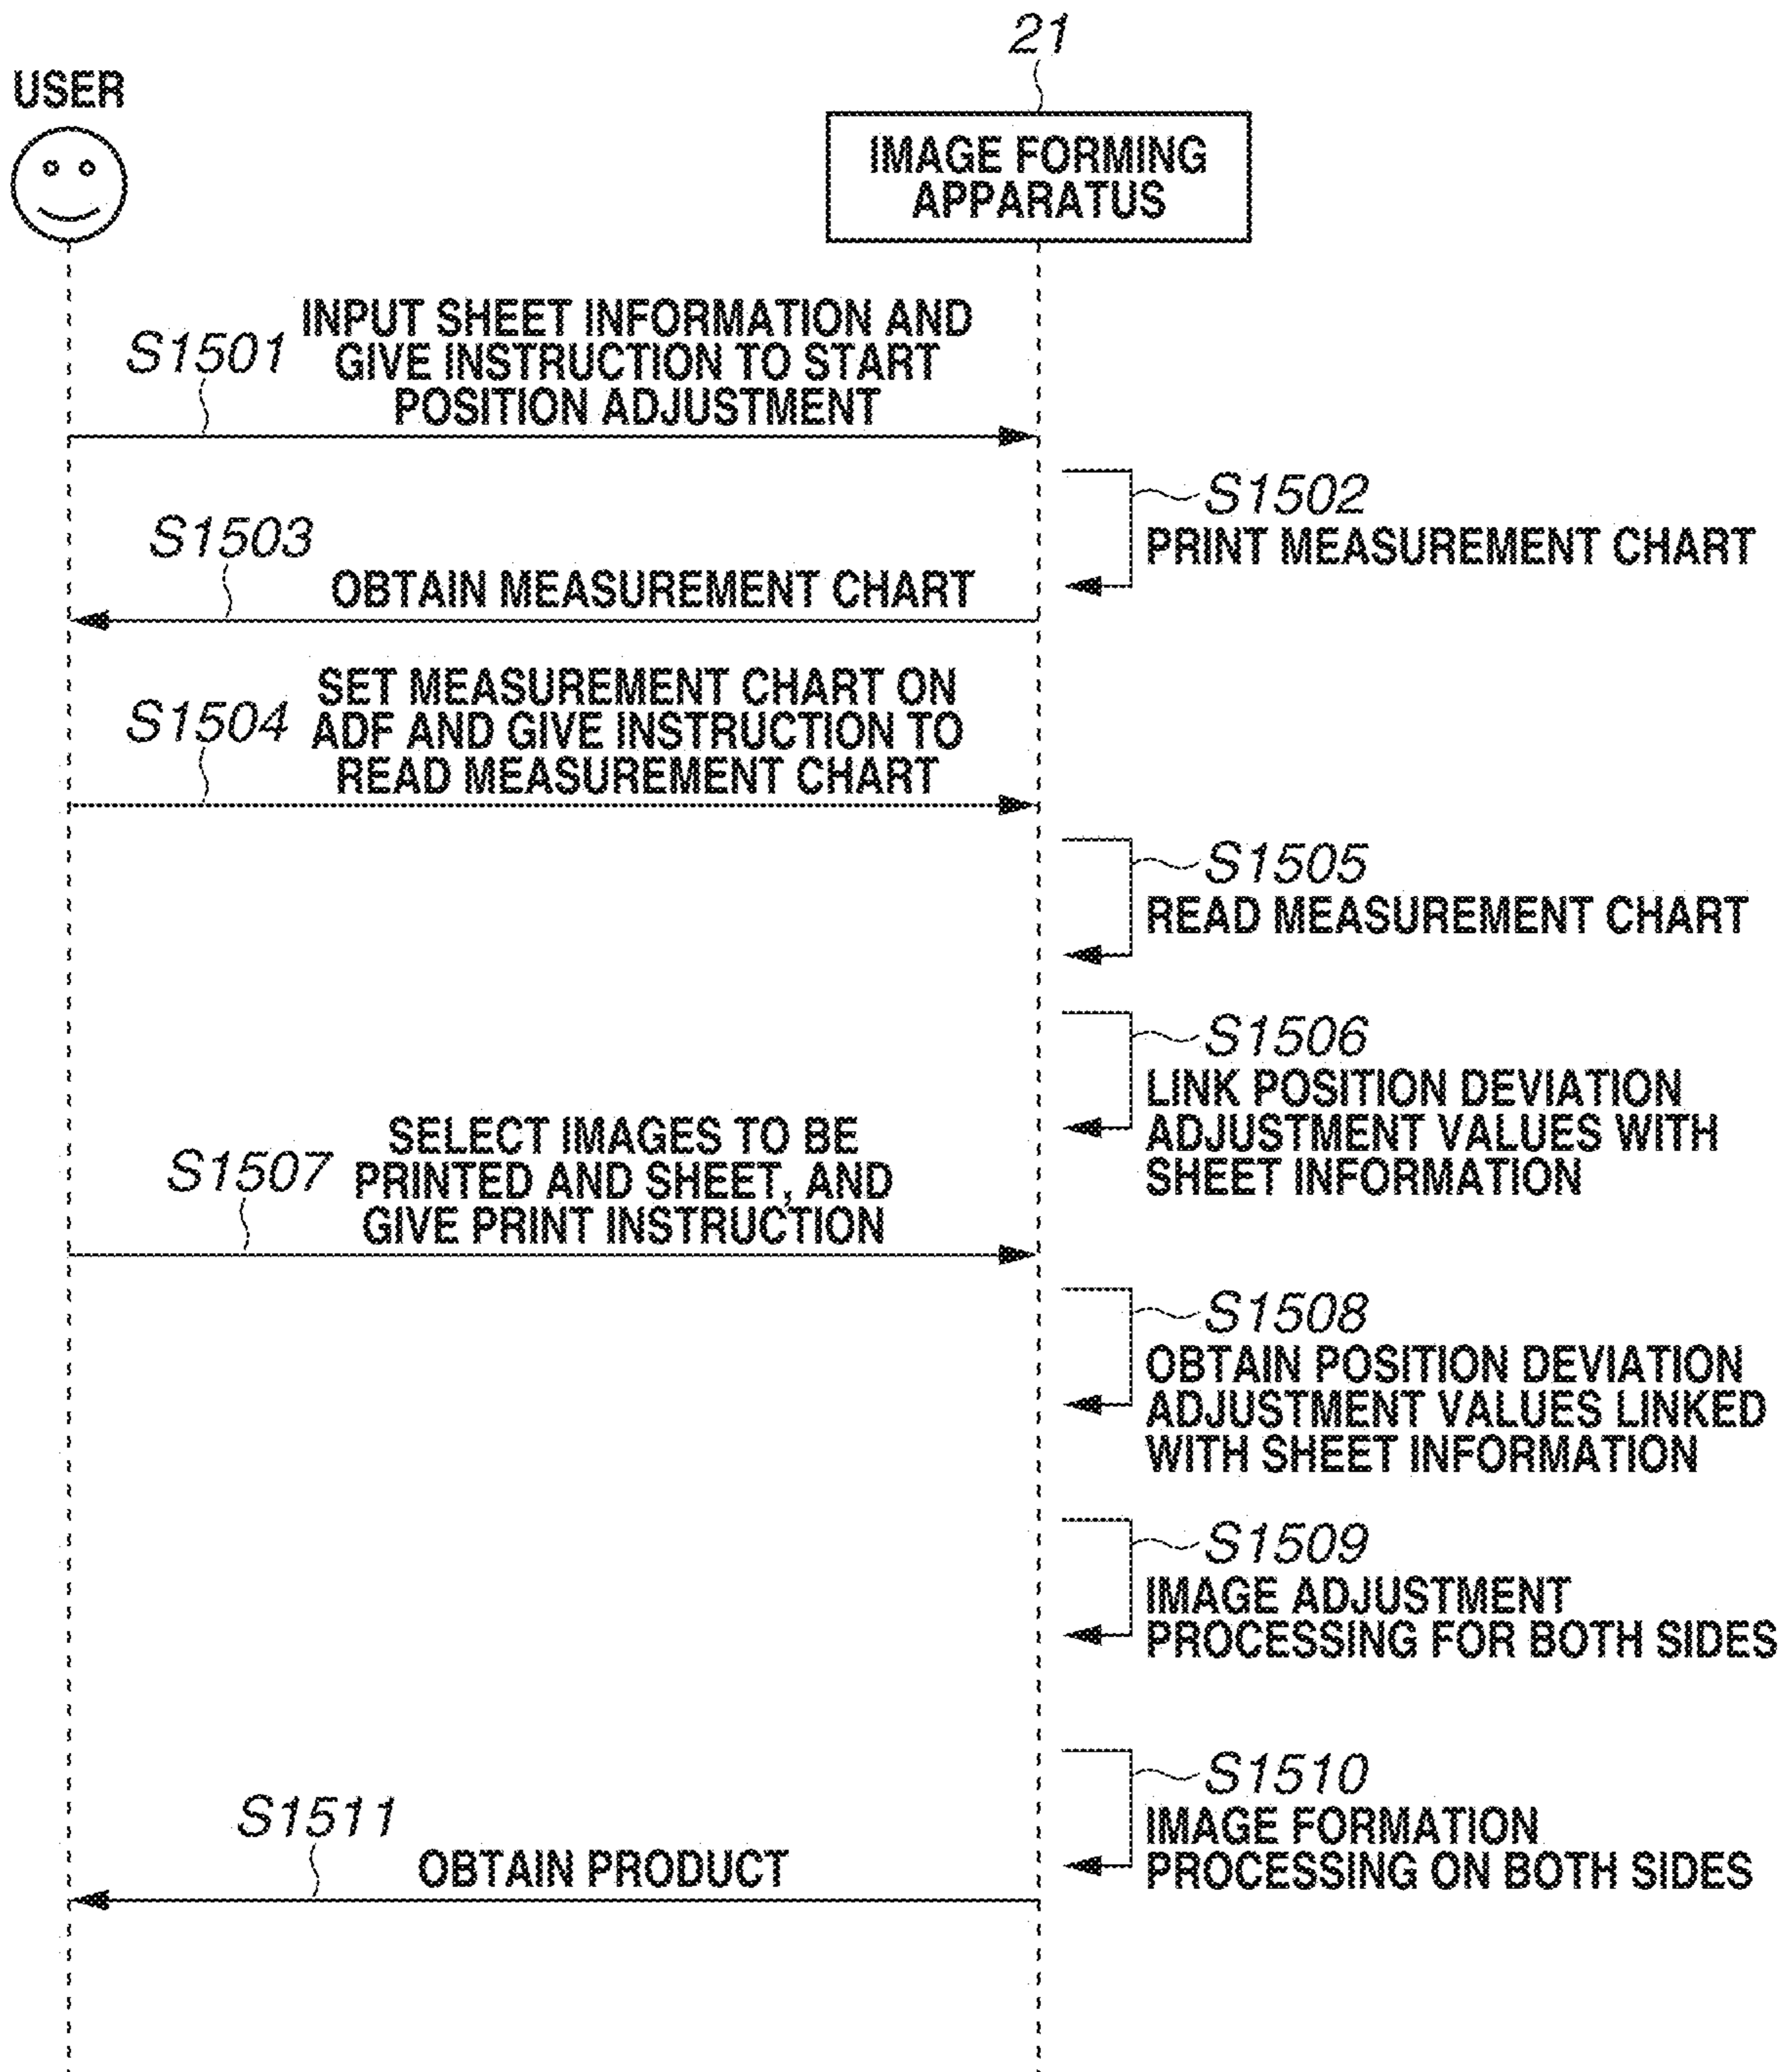 21
USER
IMAGE FORMING
APPARATUS
S1501
INPUT SHEET INFORMATION AND
GIVE INSTRUCTION TO START
POSITION ADJUSTMENT
S1502
PRINT MEASUREMENT CHART
S1503
OBTAIN MEASUREMENT CHART
S1504
SET MEASUREMENT CHART ON
ADF AND GIVE INSTRUCTION TO
READ MEASUREMENT CHART
S1505
READ MEASUREMENT CHART
S1506
LINK POSITION DEVIATION
ADJUSTMENT VALUES WITH
SHEET INFORMATION
S1507
SELECT IMAGES TO BE
PRINTED AND SHEET, AND
GIVE PRINT INSTRUCTION
S1508
OBTAIN POSITION DEVIATION
ADJUSTMENT VALUES LINKED
WITH SHEET INFORMATION
S1509
IMAGE ADJUSTMENT
PROCESSING FOR BOTH SIDES
S1510
IMAGE FORMATION
PROCESSING ON BOTH SIDES
S1511
OBTAIN PRODUCT